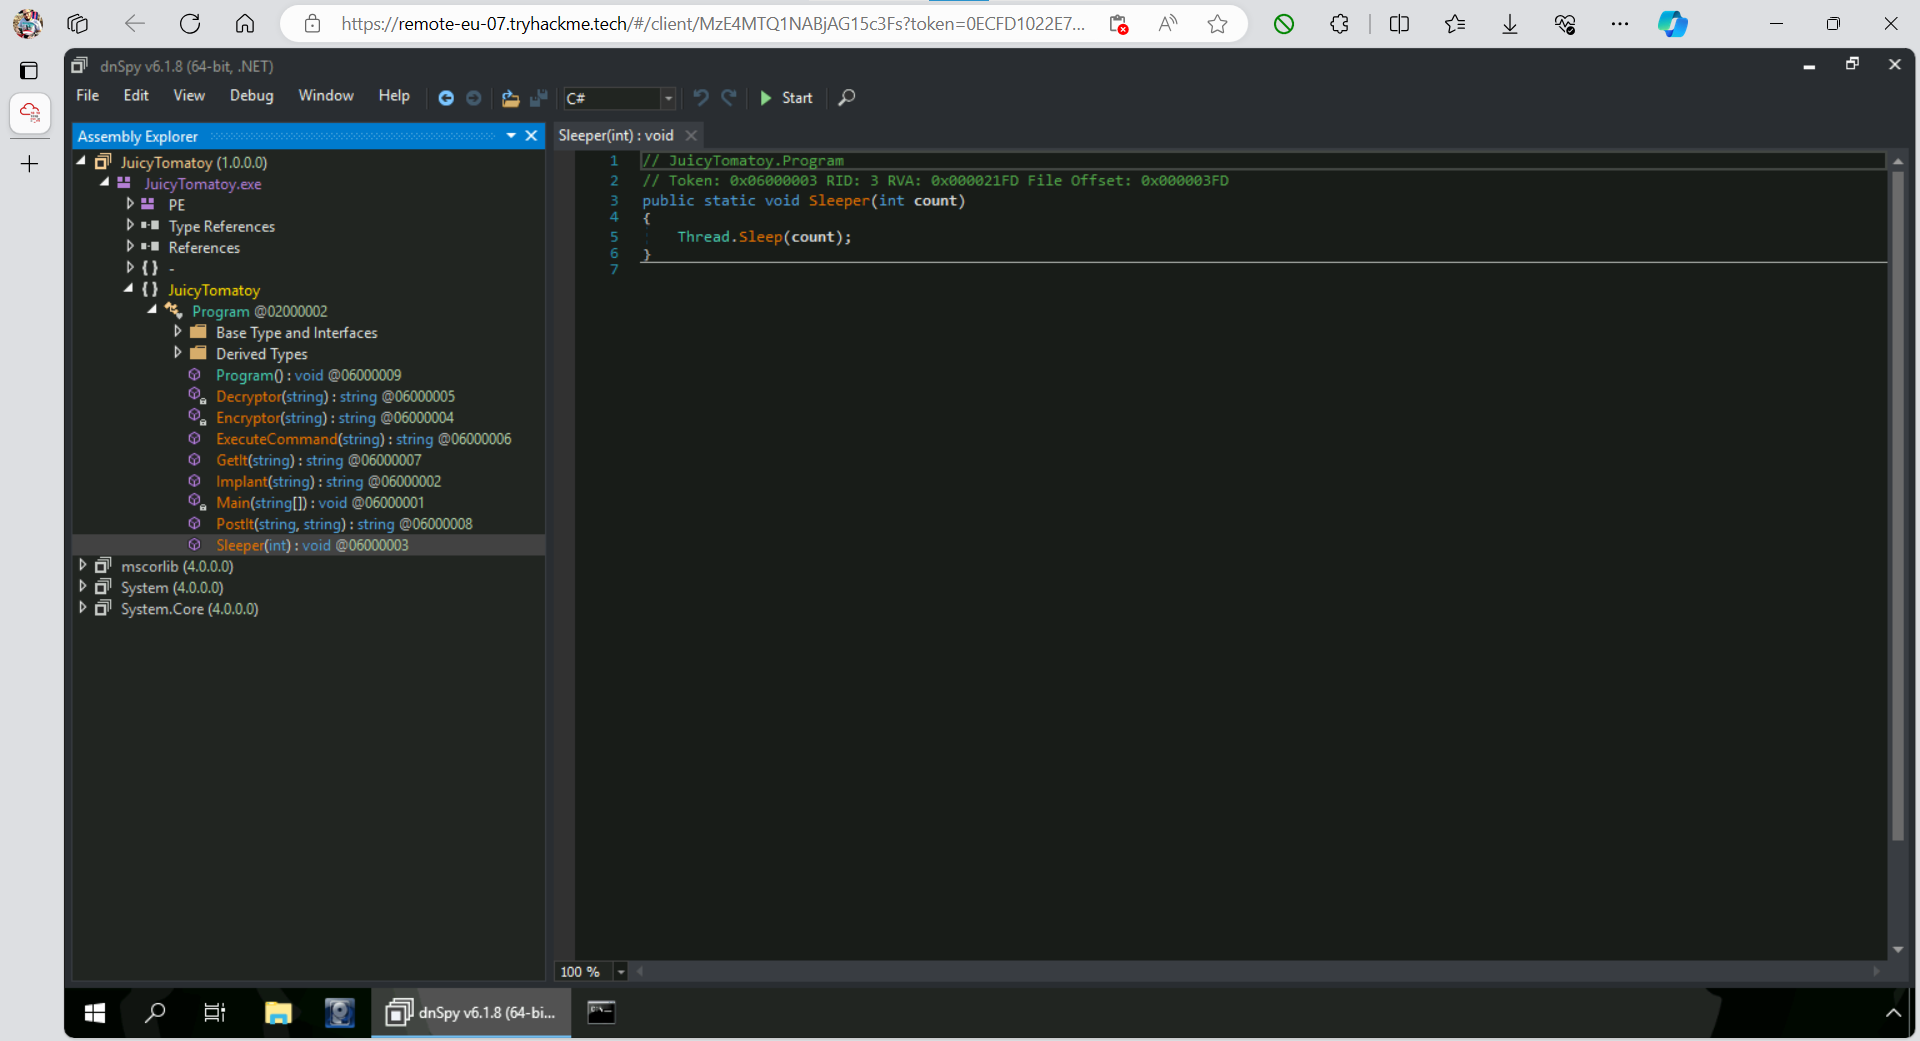 https://remote-eu-07.tryhackme.tech/#/client/MzE4MTQ1NABjAG15c3Fs?token=0ECFD1022E7...
dnSpy v6.1.8 (64-bit, .NET)
File Edit View Debug Window Help C# Start
Assembly Explorer
JuicyTomatoy (1.0.0.0)
JuicyTomatoy.exe
PE
Type References
References
{ } -
{ } JuicyTomatoy
Program @02000002
Base Type and Interfaces
Derived Types
Program() : void @06000009
Decryptor(string) : string @06000005
Encryptor(string) : string @06000004
ExecuteCommand(string) : string @06000006
GetIt(string) : string @06000007
Implant(string) : string @06000002
Main(string[]) : void @06000001
PostIt(string, string) : string @06000008
Sleeper(int) : void @06000003
mscorlib (4.0.0.0)
System (4.0.0.0)
System.Core (4.0.0.0)
Sleeper(int) : void
1 // JuicyTomatoy.Program
2 // Token: 0x06000003 RID: 3 RVA: 0x000021FD File Offset: 0x000003FD
3 public static void Sleeper(int count)
4 {
5 Thread.Sleep(count);
6 }
7
100 %
dnSpy v6.1.8 (64-bi...